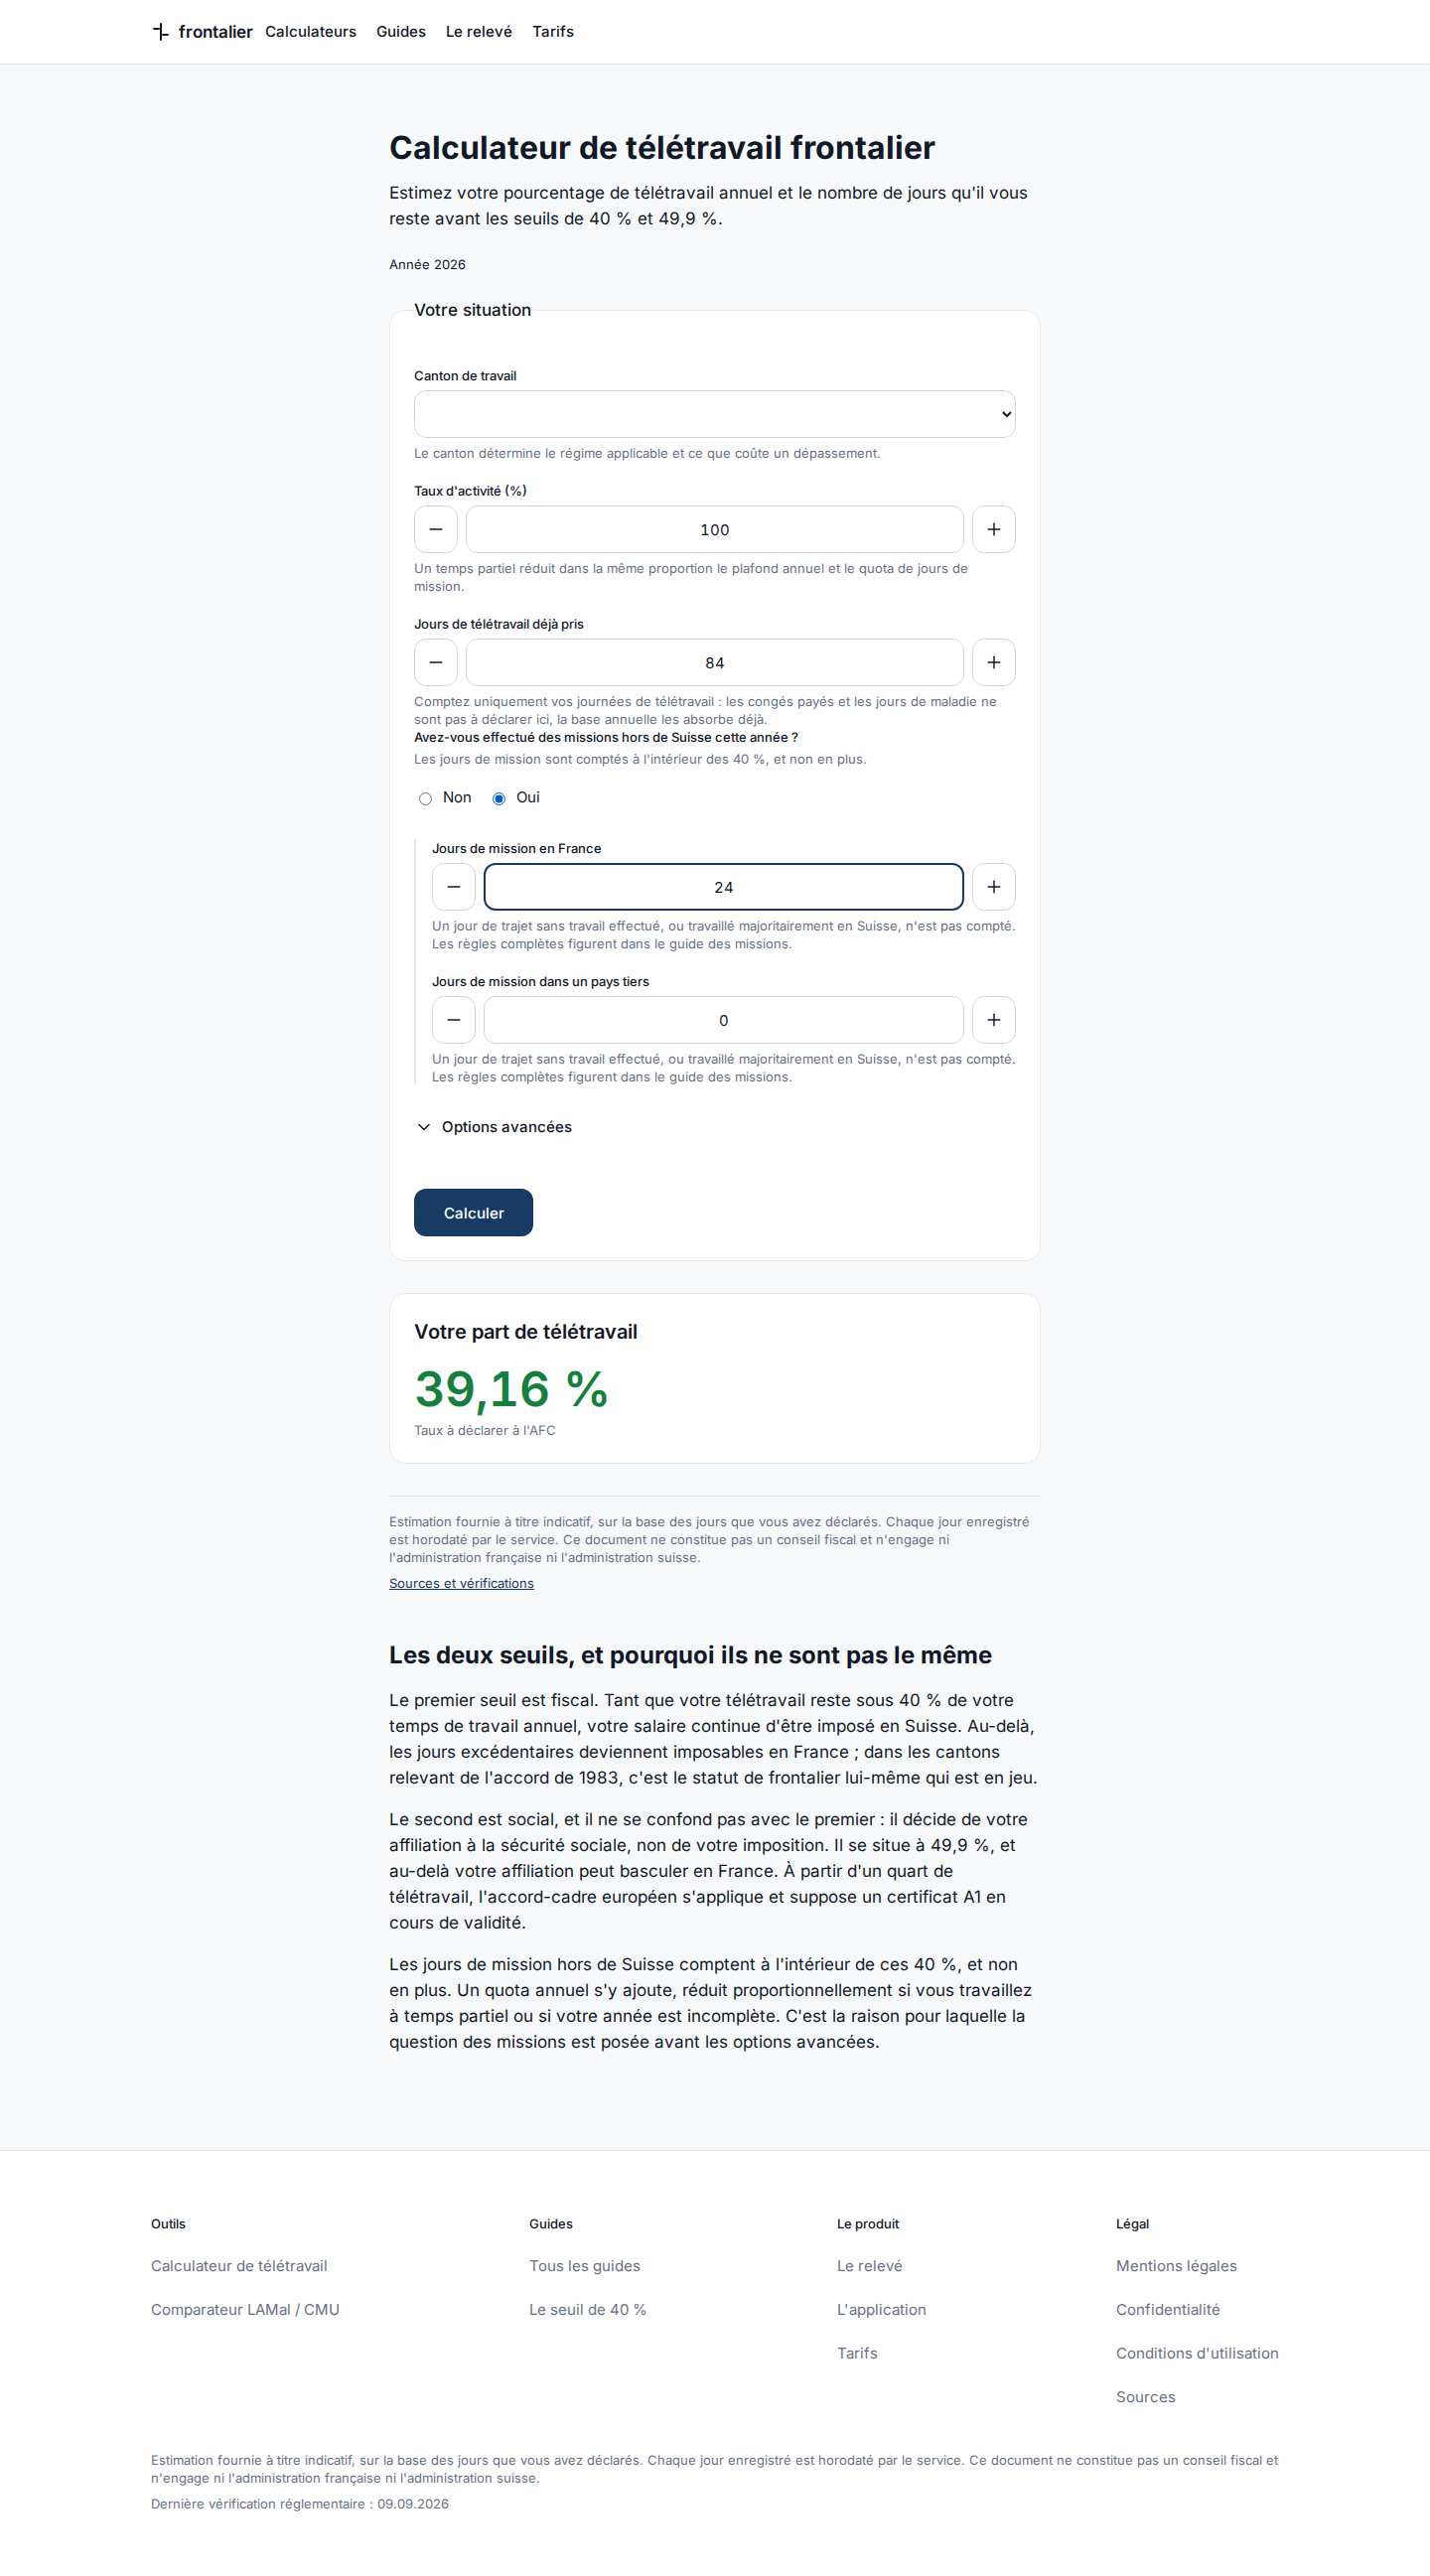 frontalier Calculateurs Guides Le relevé Tarifs
Calculateur de télétravail frontalier
Estimez votre pourcentage de télétravail annuel et le nombre de jours qu'il vous
reste avant les seuils de 40 % et 49,9 %.
Année 2026
Votre situation
Canton de travail
Le canton détermine le régime applicable et ce que coûte un dépassement.
Taux d'activité (%)
100
Un temps partiel réduit dans la même proportion le plafond annuel et le quota de jours de
mission.
Jours de télétravail déjà pris
84
Comptez uniquement vos journées de télétravail : les congés payés et les jours de maladie ne
sont pas à déclarer ici, la base annuelle les absorbe déjà.
Avez-vous effectué des missions hors de Suisse cette année ?
Les jours de mission sont comptés à l'intérieur des 40 %, et non en plus.
Non Oui
Jours de mission en France
24
Un jour de trajet sans travail effectué, ou travaillé majoritairement en Suisse, n'est pas compté.
Les règles complètes figurent dans le guide des missions.
Jours de mission dans un pays tiers
0
Un jour de trajet sans travail effectué, ou travaillé majoritairement en Suisse, n'est pas compté.
Les règles complètes figurent dans le guide des missions.
Options avancées
Calculer
Votre part de télétravail
39,16 %
Taux à déclarer à l'AFC
Estimation fournie à titre indicatif, sur la base des jours que vous avez déclarés. Chaque jour enregistré
est horodaté par le service. Ce document ne constitue pas un conseil fiscal et n'engage ni
l'administration française ni l'administration suisse.
Sources et vérifications
Les deux seuils, et pourquoi ils ne sont pas le même
Le premier seuil est fiscal. Tant que votre télétravail reste sous 40 % de votre
temps de travail annuel, votre salaire continue d'être imposé en Suisse. Au-delà,
les jours excédentaires deviennent imposables en France ; dans les cantons
relevant de l'accord de 1983, c'est le statut de frontalier lui-même qui est en jeu.
Le second est social, et il ne se confond pas avec le premier : il décide de votre
affiliation à la sécurité sociale, non de votre imposition. Il se situe à 49,9 %, et
au-delà votre affiliation peut basculer en France. À partir d'un quart de
télétravail, l'accord-cadre européen s'applique et suppose un certificat A1 en
cours de validité.
Les jours de mission hors de Suisse comptent à l'intérieur de ces 40 %, et non
en plus. Un quota annuel s'y ajoute, réduit proportionnellement si vous travaillez
à temps partiel ou si votre année est incomplète. C'est la raison pour laquelle la
question des missions est posée avant les options avancées.
Outils
Calculateur de télétravail
Comparateur LAMal / CMU
Guides
Tous les guides
Le seuil de 40 %
Le produit
Le relevé
L'application
Tarifs
Légal
Mentions légales
Confidentialité
Conditions d'utilisation
Sources
Estimation fournie à titre indicatif, sur la base des jours que vous avez déclarés. Chaque jour enregistré est horodaté par le service. Ce document ne constitue pas un conseil fiscal et
n'engage ni l'administration française ni l'administration suisse.
Dernière vérification réglementaire : 09.09.2026